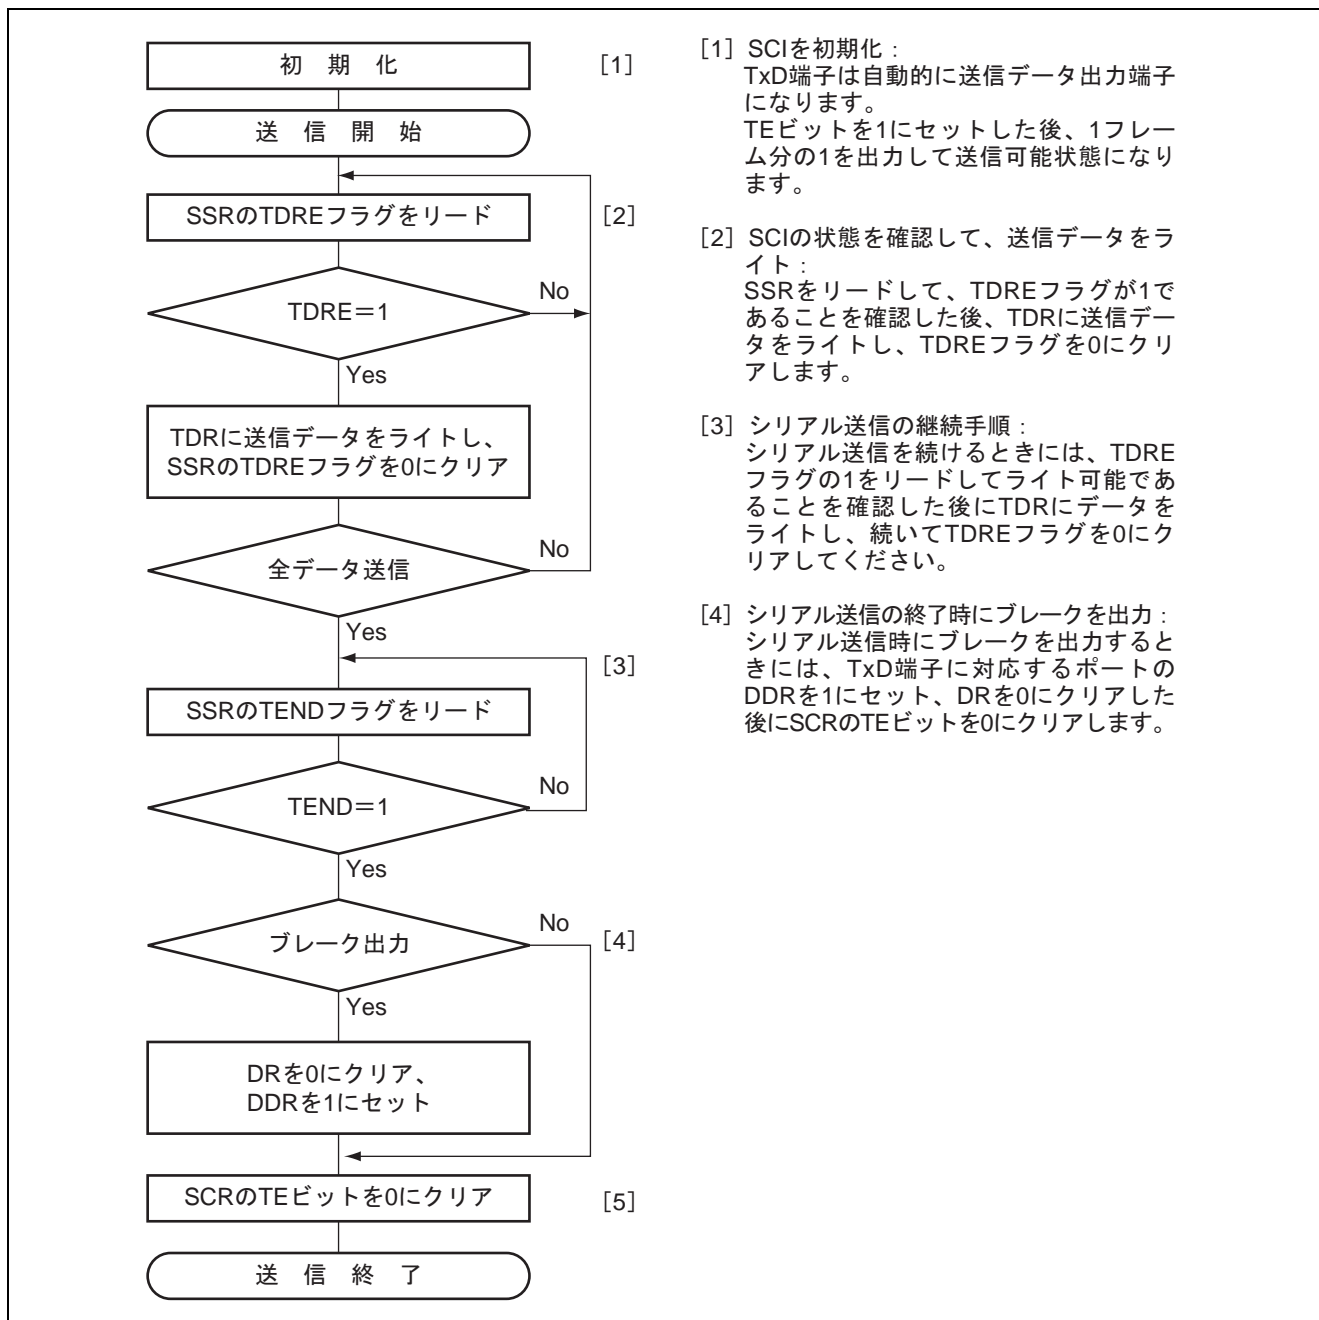 初 期 化
[1]
送 信 開 始
SSRのTDREフラグをリード
[2]
TDRE＝1
No
Yes
TDRに送信データをライトし、
SSRのTDREフラグを0にクリア
全データ送信
No
Yes
[3]
SSRのTENDフラグをリード
TEND＝1
No
Yes
ブレーク出力
No
[4]
Yes
DRを0にクリア、
DDRを1にセット
SCRのTEビットを0にクリア
[5]
送 信 終 了
[1] SCIを初期化：
TxD端子は自動的に送信データ出力端子
になります。
TEビットを1にセットした後、1フレー
ム分の1を出力して送信可能状態になり
ます。
[2] SCIの状態を確認して、送信データをラ
イト：
SSRをリードして、TDREフラグが1で
あることを確認した後、TDRに送信デー
タをライトし、TDREフラグを0にクリ
アします。
[3] シリアル送信の継続手順：
シリアル送信を続けるときには、TDRE
フラグの1をリードしてライト可能であ
ることを確認した後にTDRにデータを
ライトし、続いてTDREフラグを0にク
リアしてください。
[4] シリアル送信の終了時にブレークを出力：
シリアル送信時にブレークを出力すると
きには、TxD端子に対応するポートの
DDRを1にセット、DRを0にクリアした
後にSCRのTEビットを0にクリアします。